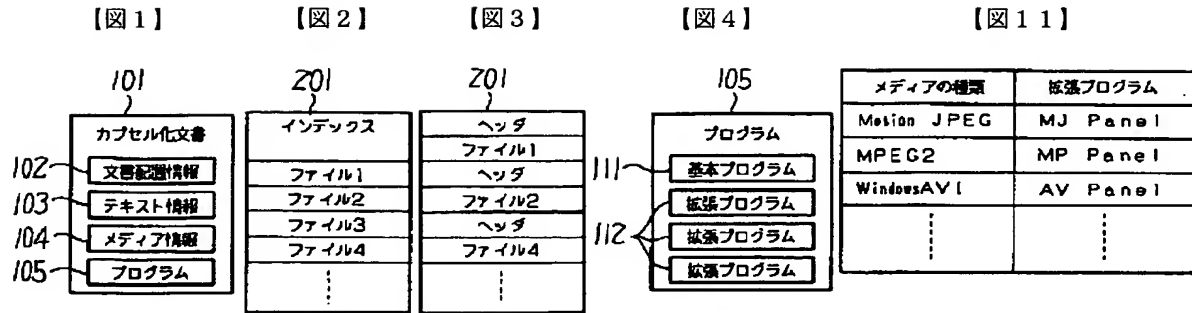 【図1】
101
カプセル化文書
102
文書配置情報
103
テキスト情報
104
メディア情報
105
プログラム
【図2】
201
インデックス
ファイル1
ファイル2
ファイル3
ファイル4
【図3】
201
ヘッダ
ファイル1
ヘッダ
ファイル2
ヘッダ
ファイル4
【図4】
105
プログラム
111
基本プログラム
112
拡張プログラム
拡張プログラム
拡張プログラム
【図11】
メディアの種類 拡張プログラム
Motion JPEG MJ Panel
MPEG2 MP Panel
WindowsAVI AV Panel